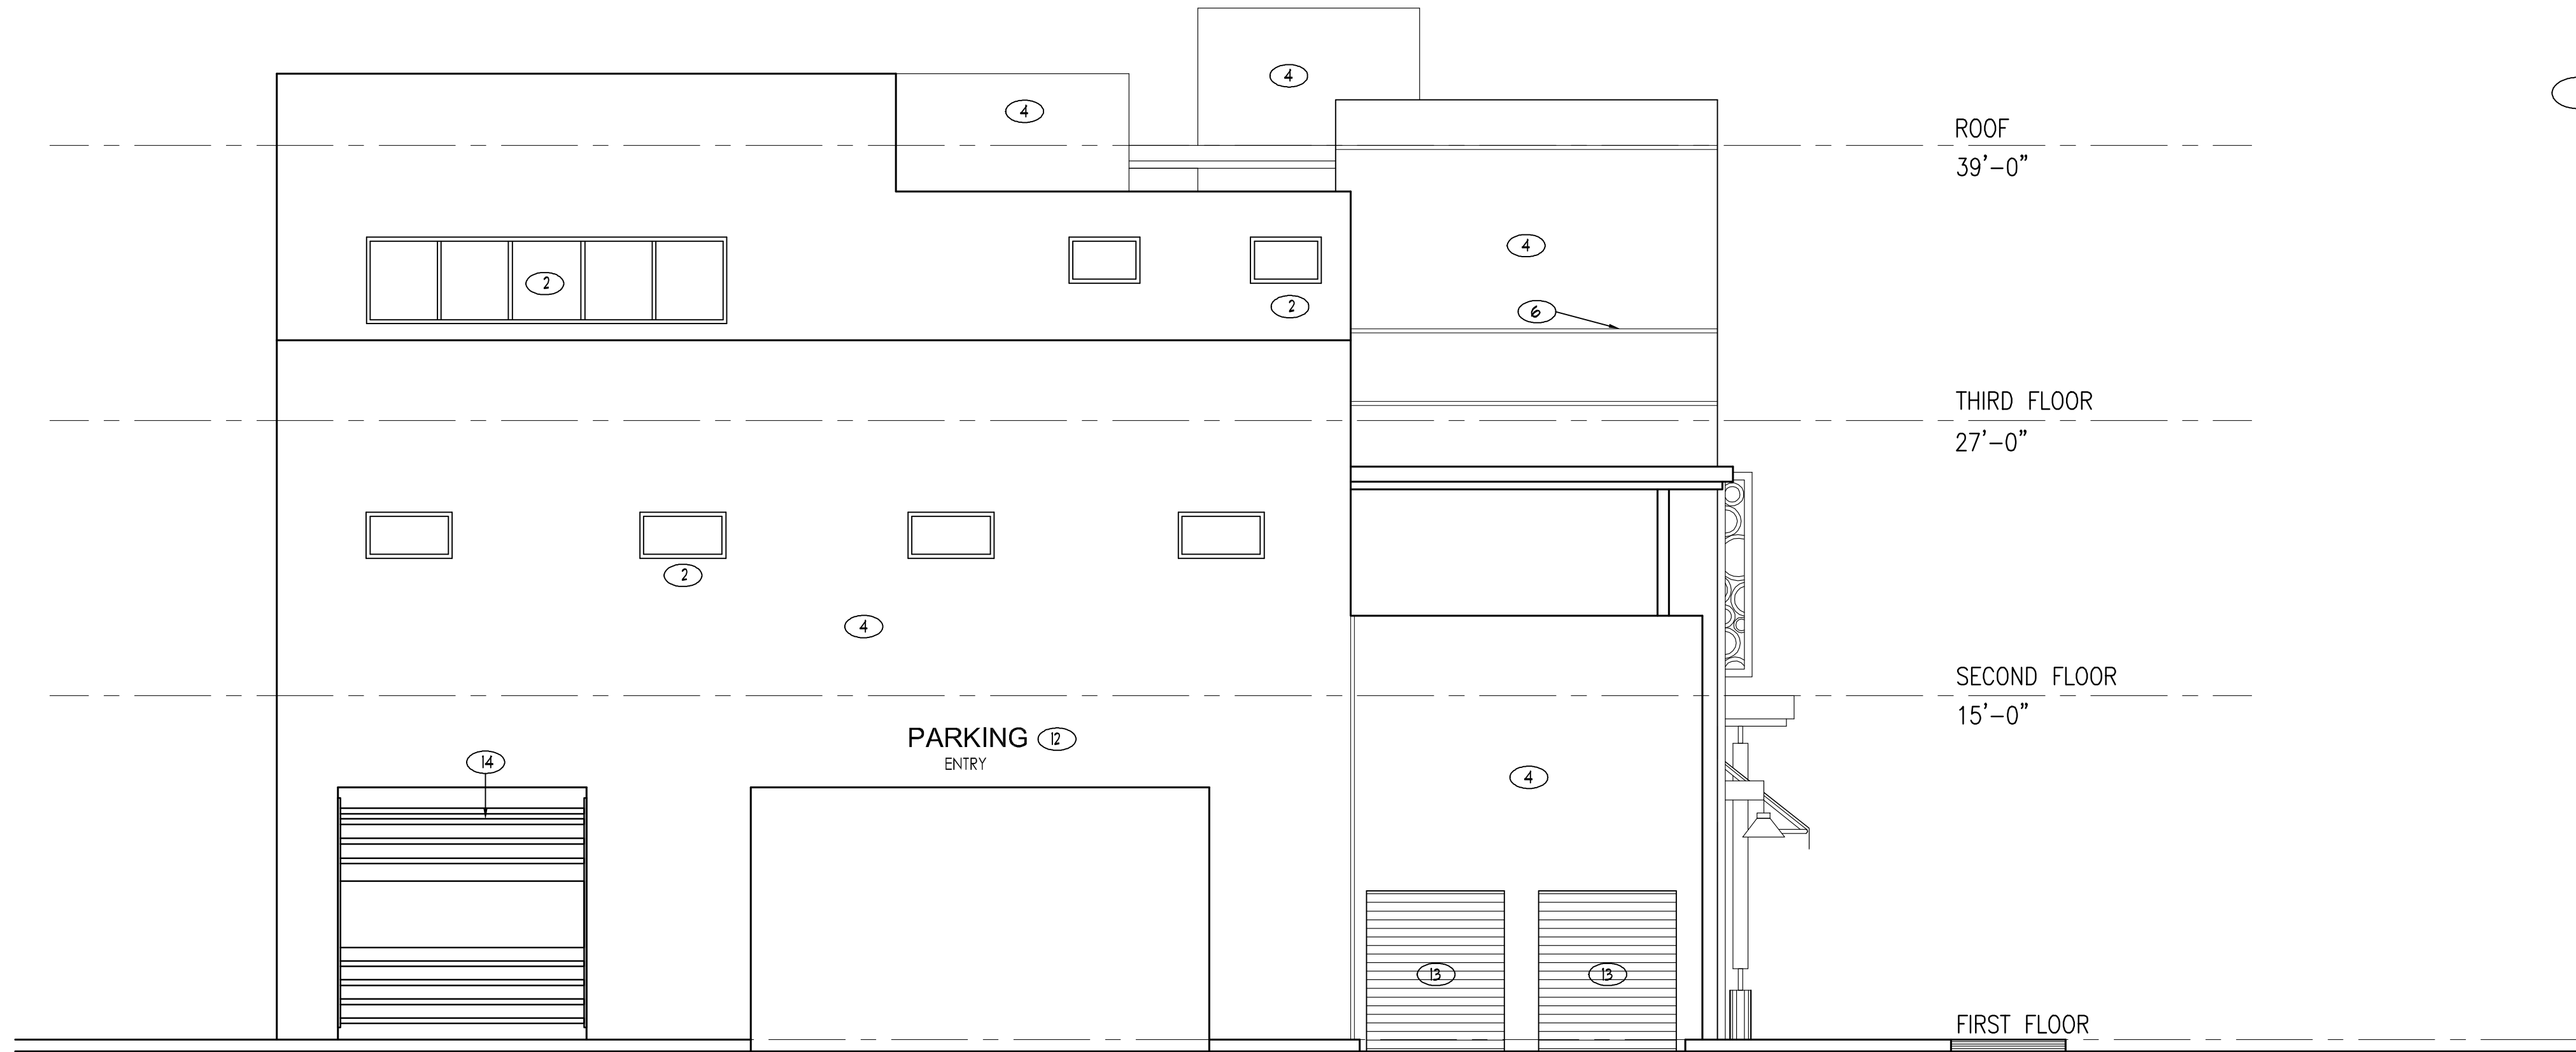 4
4
ROOF
39'-0"
4
2
2
6
THIRD FLOOR
27'-0"
2
4
SECOND FLOOR
15'-0"
PARKING 12
ENTRY
14
4
13
13
FIRST FLOOR